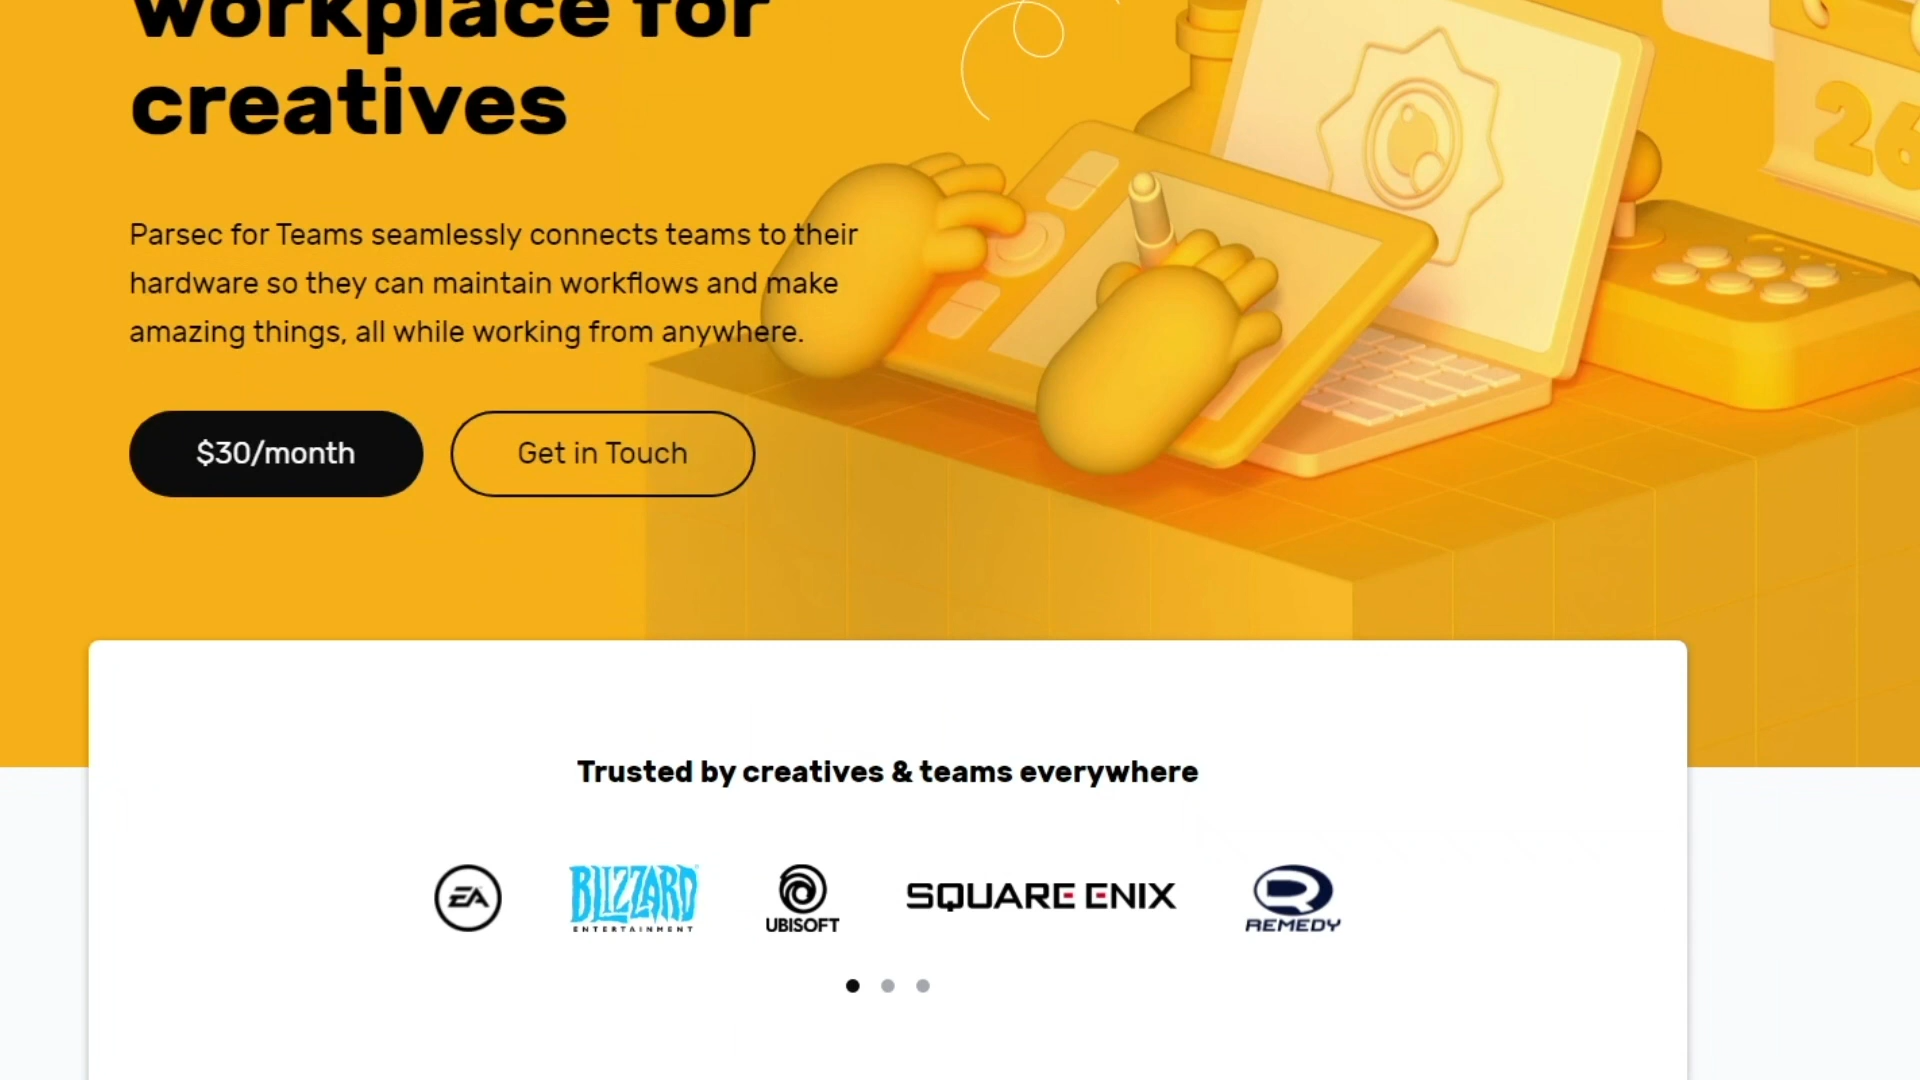 workplace for
creatives
26
Parsec for Teams seamlessly connects teams to their
hardware so they can maintain workflows and make
amazing things, all while working from anywhere.
$30/month
Get in Touch
Trusted by creatives & teams everywhere
EA
BLIZZARD
ENTERTAINMENT
UBISOFT
SQUARE ENIX
REMEDY